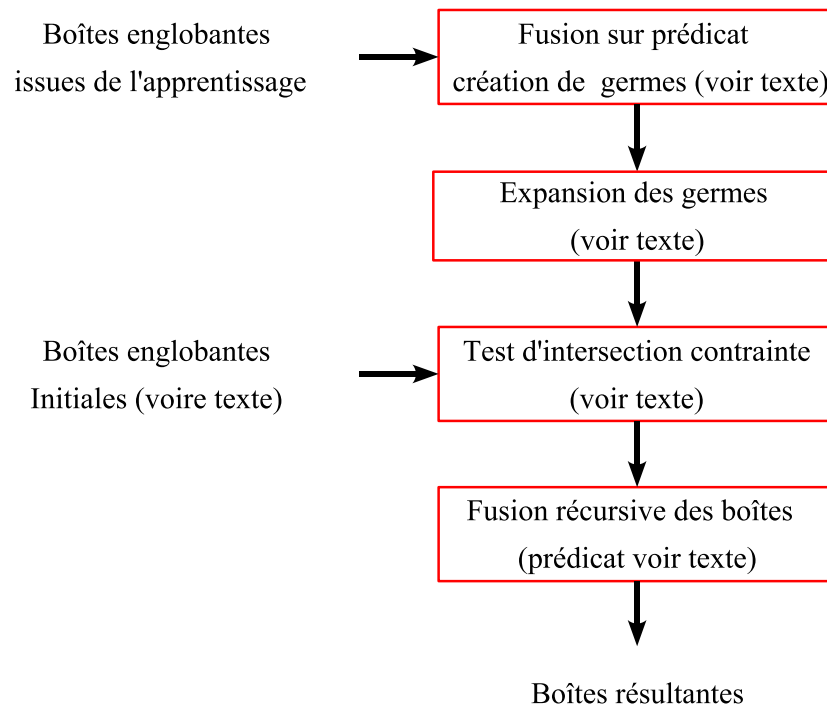 Boîtes englobantes
issues de l'apprentissage
Fusion sur prédicat
création de germes (voir texte)
Expansion des germes
(voir texte)
Boîtes englobantes
Initiales (voire texte)
Test d'intersection contrainte
(voir texte)
Fusion récursive des boîtes
(prédicat voir texte)
Boîtes résultantes